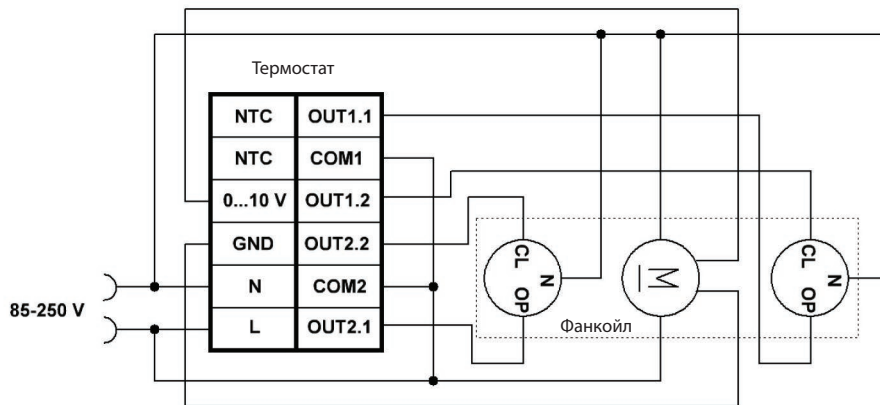 Термостат
NTC OUT1.1
NTC COM1
0...10 V OUT1.2
GND OUT2.2
N COM2
L OUT2.1
85-250 V
CL N OP
M
CL N OP
Фанкойл